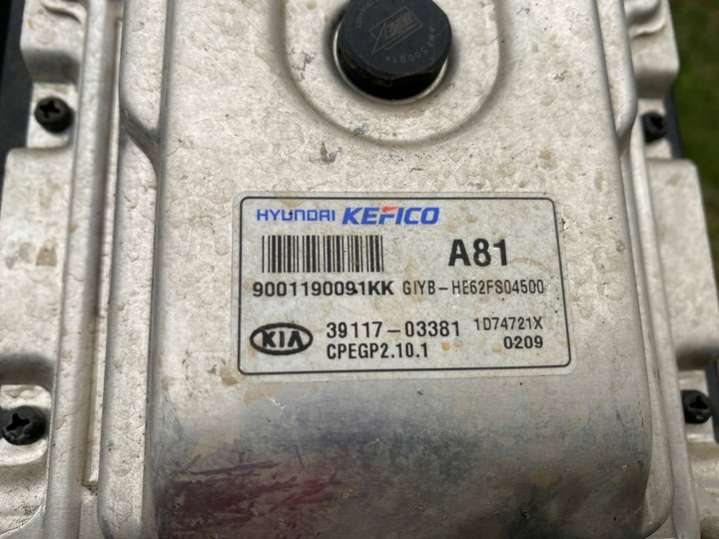 HYUNDAI KEFICO
A81
9001190091KK GIYB-HE62FS04500
KIA 39117-03381 1D74721X
CPEGP2.10.1 0209